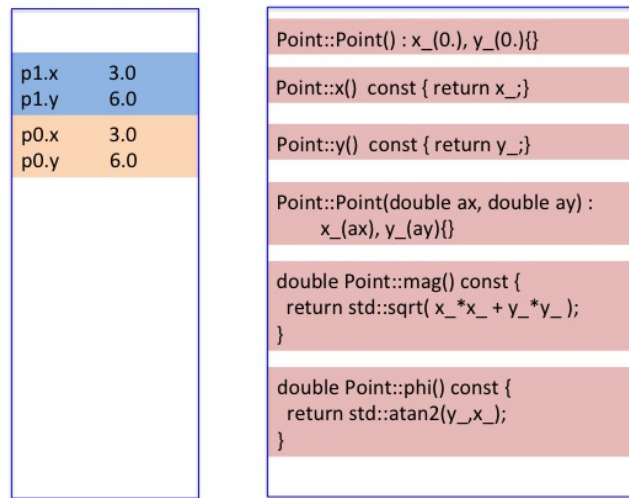 p1.x 3.0
p1.y 6.0
p0.x 3.0
p0.y 6.0
Point::Point() : x_(0.), y_(0.){}
Point::x() const { return x_;}
Point::y() const { return y_;}
Point::Point(double ax, double ay) :
x_(ax), y_(ay){}
double Point::mag() const {
return std::sqrt( x_*x_ + y_*y_ );
}
double Point::phi() const {
return std::atan2(y_,x_);
}